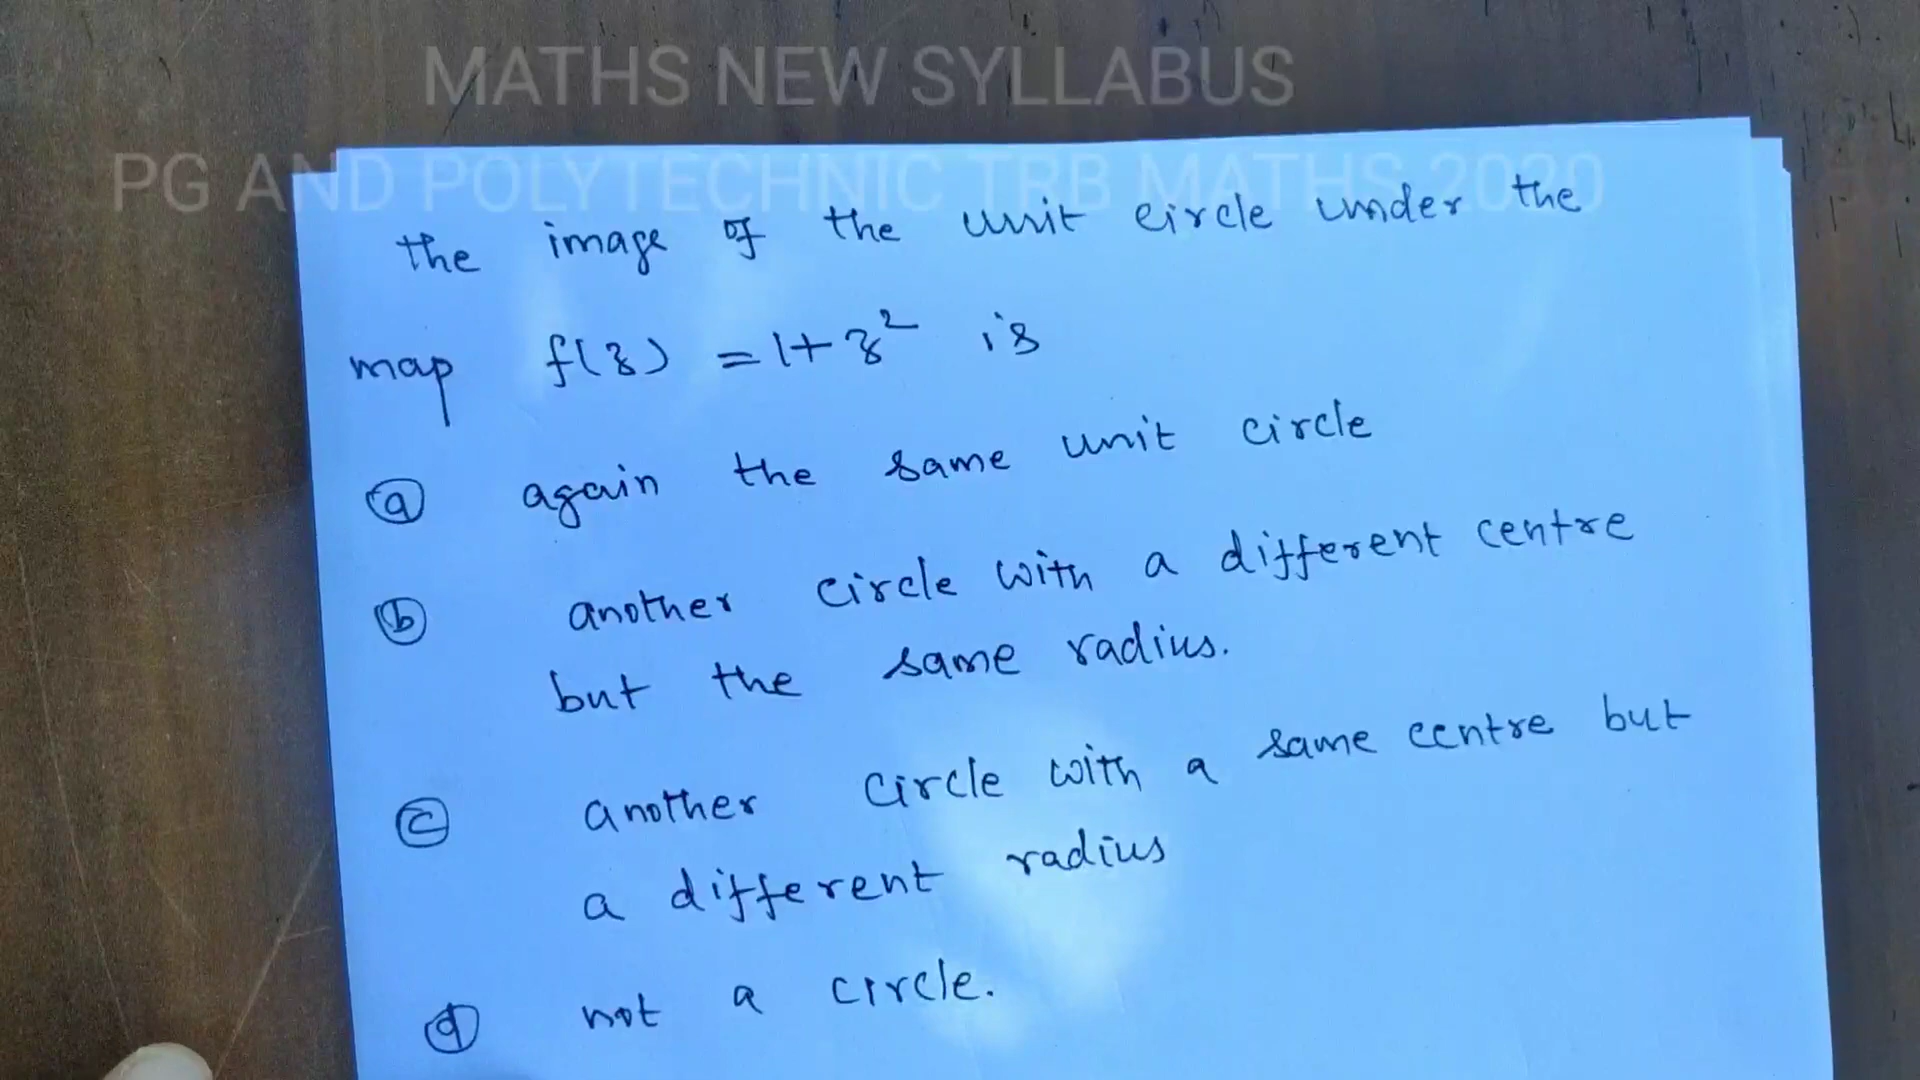 MATHS NEW SYLLABUS
PG AND POLYTECHNIC TRB MATHS 2020
the image of the unit circle under the
map f(z) = 1+z² is
ⓐ again the same unit circle
ⓑ another circle with a different centre
but the same radius.
ⓒ another circle with a same centre but
a different radius
ⓓ not a circle.